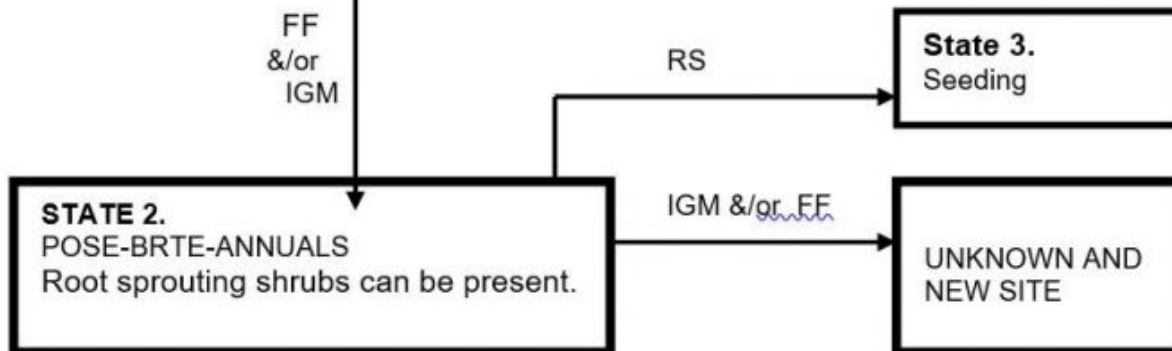 FF
&/or
IGM
RS
State 3.
Seeding
STATE 2.
POSE-BRTE-ANNUALS
Root sprouting shrubs can be present.
IGM &/or FF
UNKNOWN AND
NEW SITE